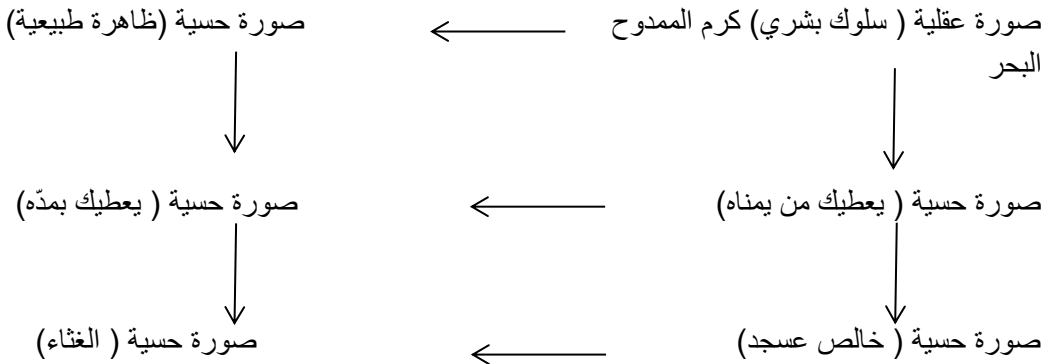 صورة عقلية ( سلوك بشري) كرم الممدوح
صورة حسية (ظاهرة طبيعية)
البحر
صورة حسية ( يعطيك من يمناه)
صورة حسية ( يعطيك بمدّه)
صورة حسية ( خالص عسجد)
صورة حسية ( الغثاء)